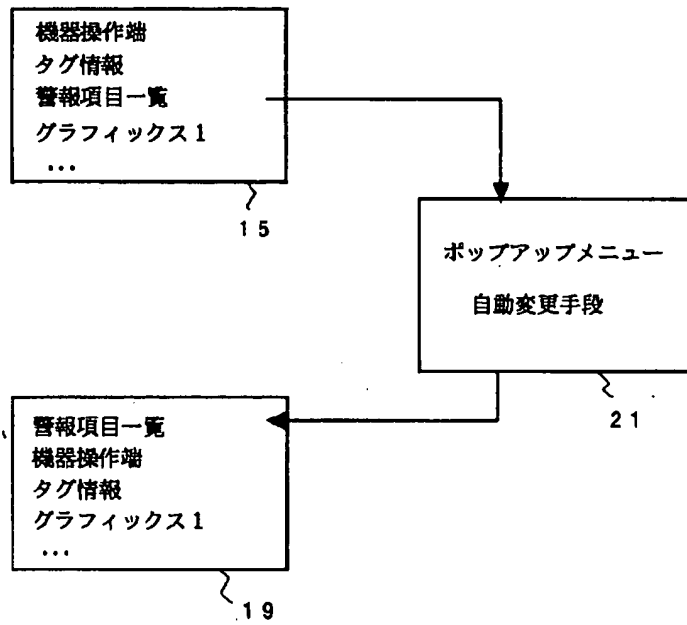 機器操作端
タグ情報
警報項目一覧
グラフィックス1
...
15
ポップアップメニュー
自動変更手段
21
警報項目一覧
機器操作端
タグ情報
グラフィックス1
...
19